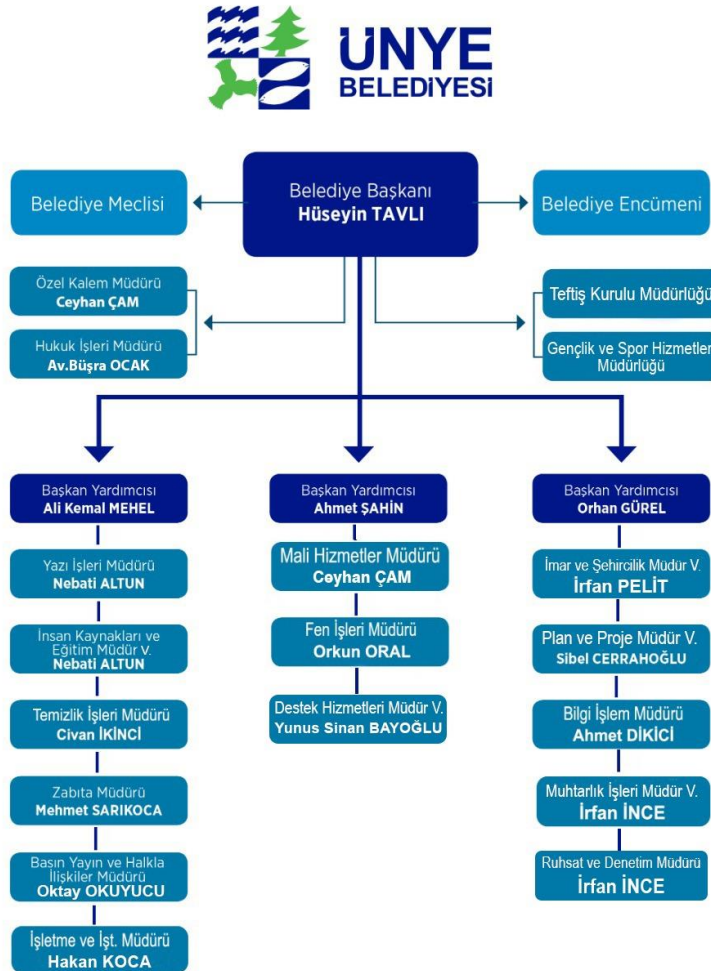 ÜNYE
BELEDİYESİ
Belediye Meclisi
Belediye Başkanı
Hüseyin TAVLI
Belediye Encümeni
Özel Kalem Müdürü
Ceyhan ÇAM
Hukuk İşleri Müdürü
Av.Büşra OCAK
Teftiş Kurulu Müdürlüğü
Gençlik ve Spor Hizmetler
Müdürlüğü
Başkan Yardımcısı
Ali Kemal MEHEL
Yazı İşleri Müdürü
Nebati ALTUN
İnsan Kaynakları ve
Eğitim Müdür V.
Nebati ALTUN
Temizlik İşleri Müdürü
Civan İKİNCİ
Zabıta Müdürü
Mehmet SARIKOCA
Basın Yayın ve Halkla
İlişkiler Müdürü
Oktay OKUYUCU
İşletme ve İşt. Müdürü
Hakan KOCA
Başkan Yardımcısı
Ahmet ŞAHİN
Mali Hizmetler Müdürü
Ceyhan ÇAM
Fen İşleri Müdürü
Orkun ORAL
Destek Hizmetleri Müdür V.
Yunus Sinan BAYOĞLU
Başkan Yardımcısı
Orhan GÜREL
İmar ve Şehircilik Müdür V.
İrfan PELİT
Plan ve Proje Müdür V.
Sibel CERRAHOĞLU
Bilgi İşlem Müdürü
Ahmet DİKİCİ
Muhtarlık İşleri Müdür V.
İrfan İNCE
Ruhsat ve Denetim Müdürü
İrfan İNCE